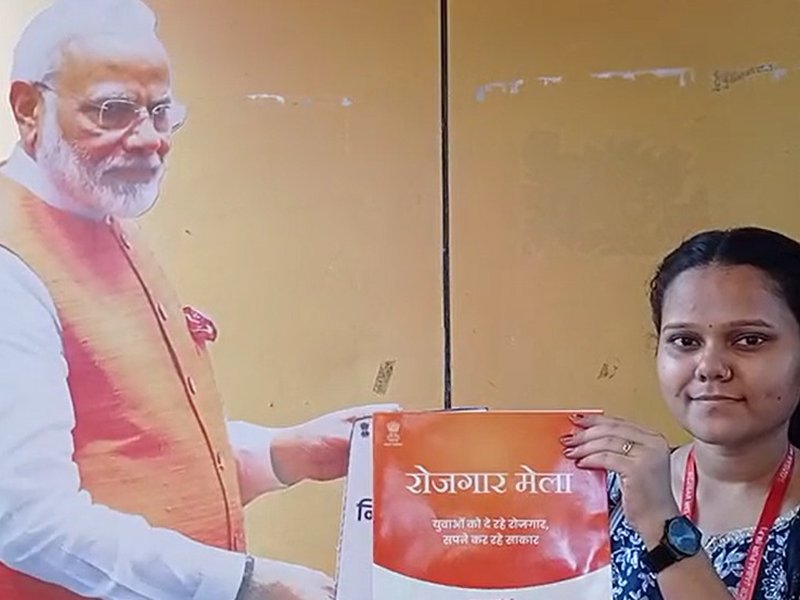 रोजगार मेला
युवाओं को दे रहे रोजगार,
सपने कर रहे साकार
नि